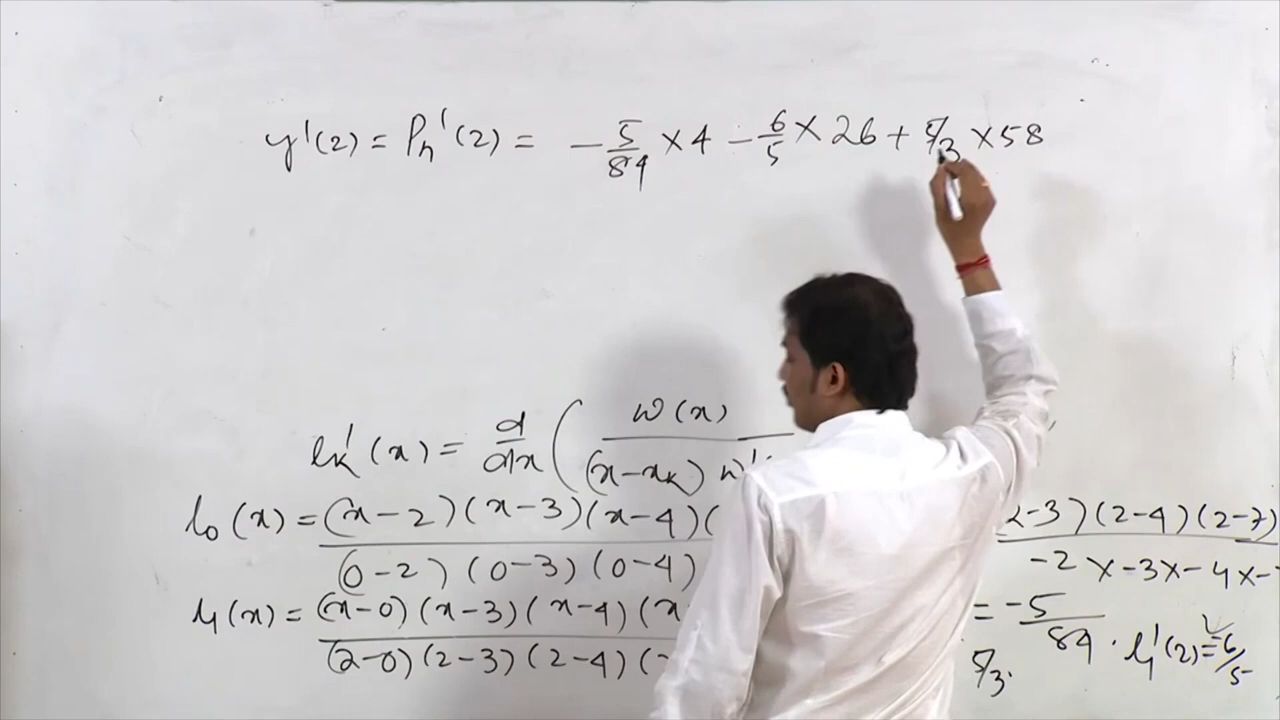 y'(2) = Pn'(2) = - 5/84 × 4 - 6/5 × 26 + 5/3 × 58
lk'(x) = d/dx ( w(x) / (x-xk) w'
l0(x) = (x-2)(x-3)(x-4)( / (0-2)(0-3)(0-4) 2-3)(2-4)(2-7) / -2×-3×-4×-
l1(x) = (x-0)(x-3)(x-4)(x / (2-0)(2-3)(2-4)( = -5/84 . l1'(2) = -6/5
5/3.